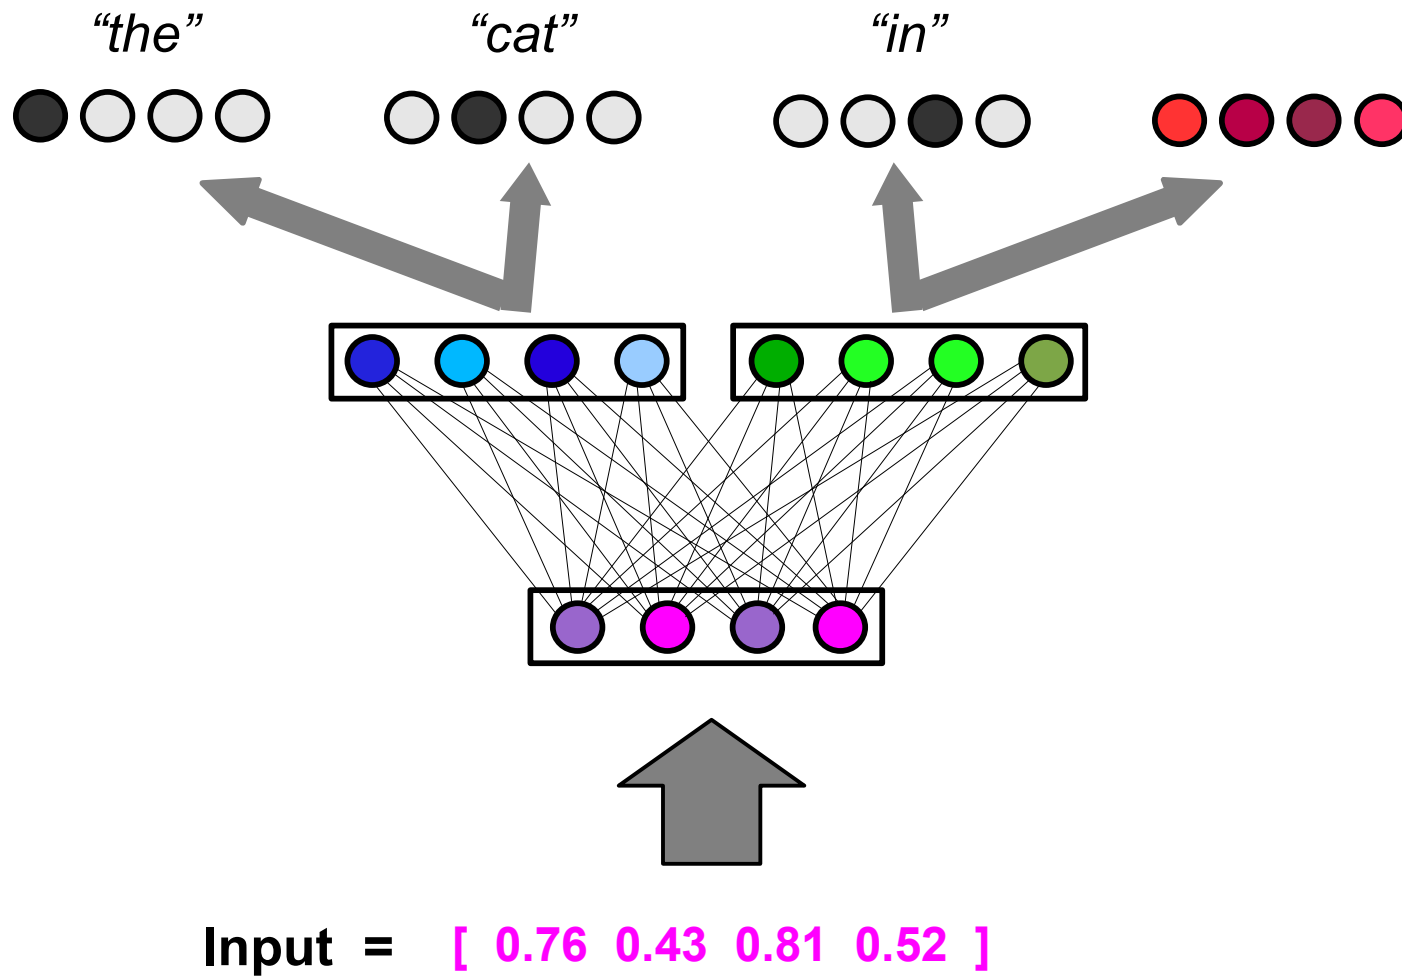 “the” “cat” “in”
Input = [ 0.76 0.43 0.81 0.52 ]